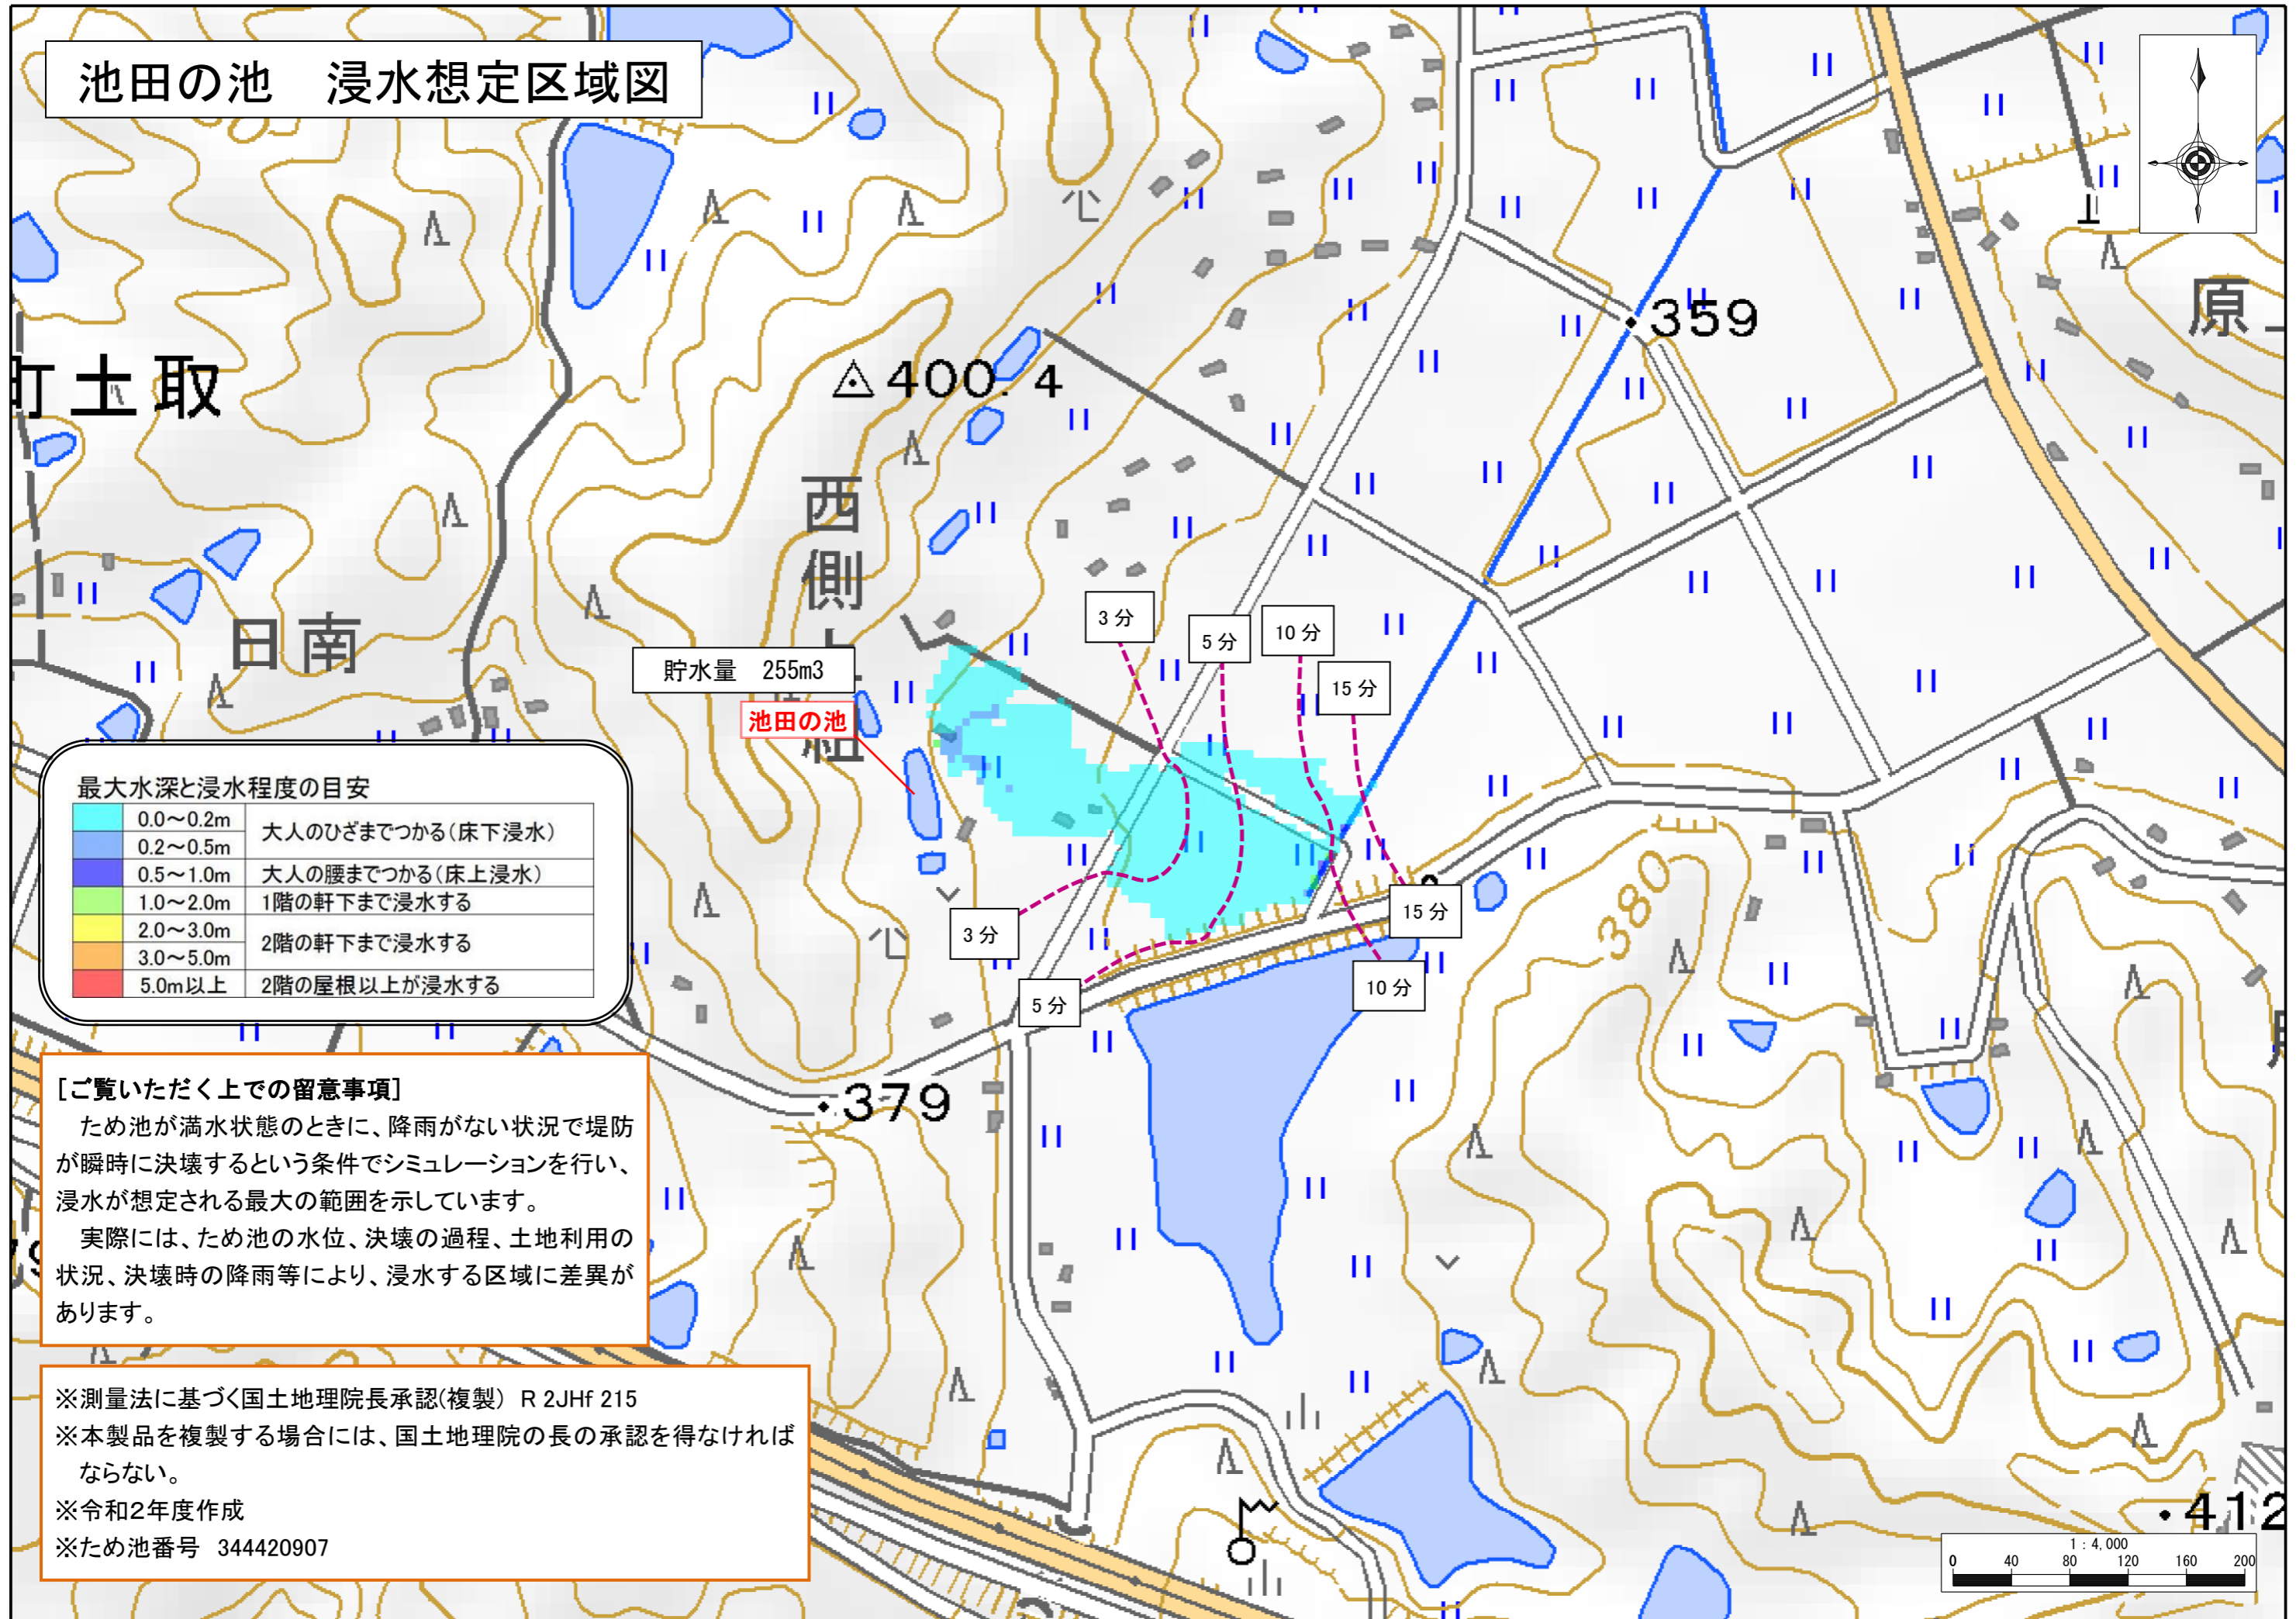 池田の池　浸水想定区域図
町土取
400.4
359
原
西側上組
日南
3分
5分
10分
15分
貯水量　255m3
池田の池
最大水深と浸水程度の目安
0.0～0.2m
大人のひざまでつかる(床下浸水)
0.2～0.5m
0.5～1.0m　大人の腰までつかる(床上浸水)
1.0～2.0m　1階の軒下まで浸水する
2.0～3.0m
2階の軒下まで浸水する
3.0～5.0m
5.0m以上　2階の屋根以上が浸水する
380
3分
15分
5分
10分
379
[ご覧いただく上での留意事項]
ため池が満水状態のときに、降雨がない状況で堤防
が瞬時に決壊するという条件でシミュレーションを行い、
浸水が想定される最大の範囲を示しています。
実際には、ため池の水位、決壊の過程、土地利用の
状況、決壊時の降雨等により、浸水する区域に差異が
あります。
※測量法に基づく国土地理院長承認(複製)　R 2JHf 215
※本製品を複製する場合には、国土地理院の長の承認を得なければ
ならない。
※令和2年度作成
※ため池番号　344420907
412
1：4,000
0 40 80 120 160 200